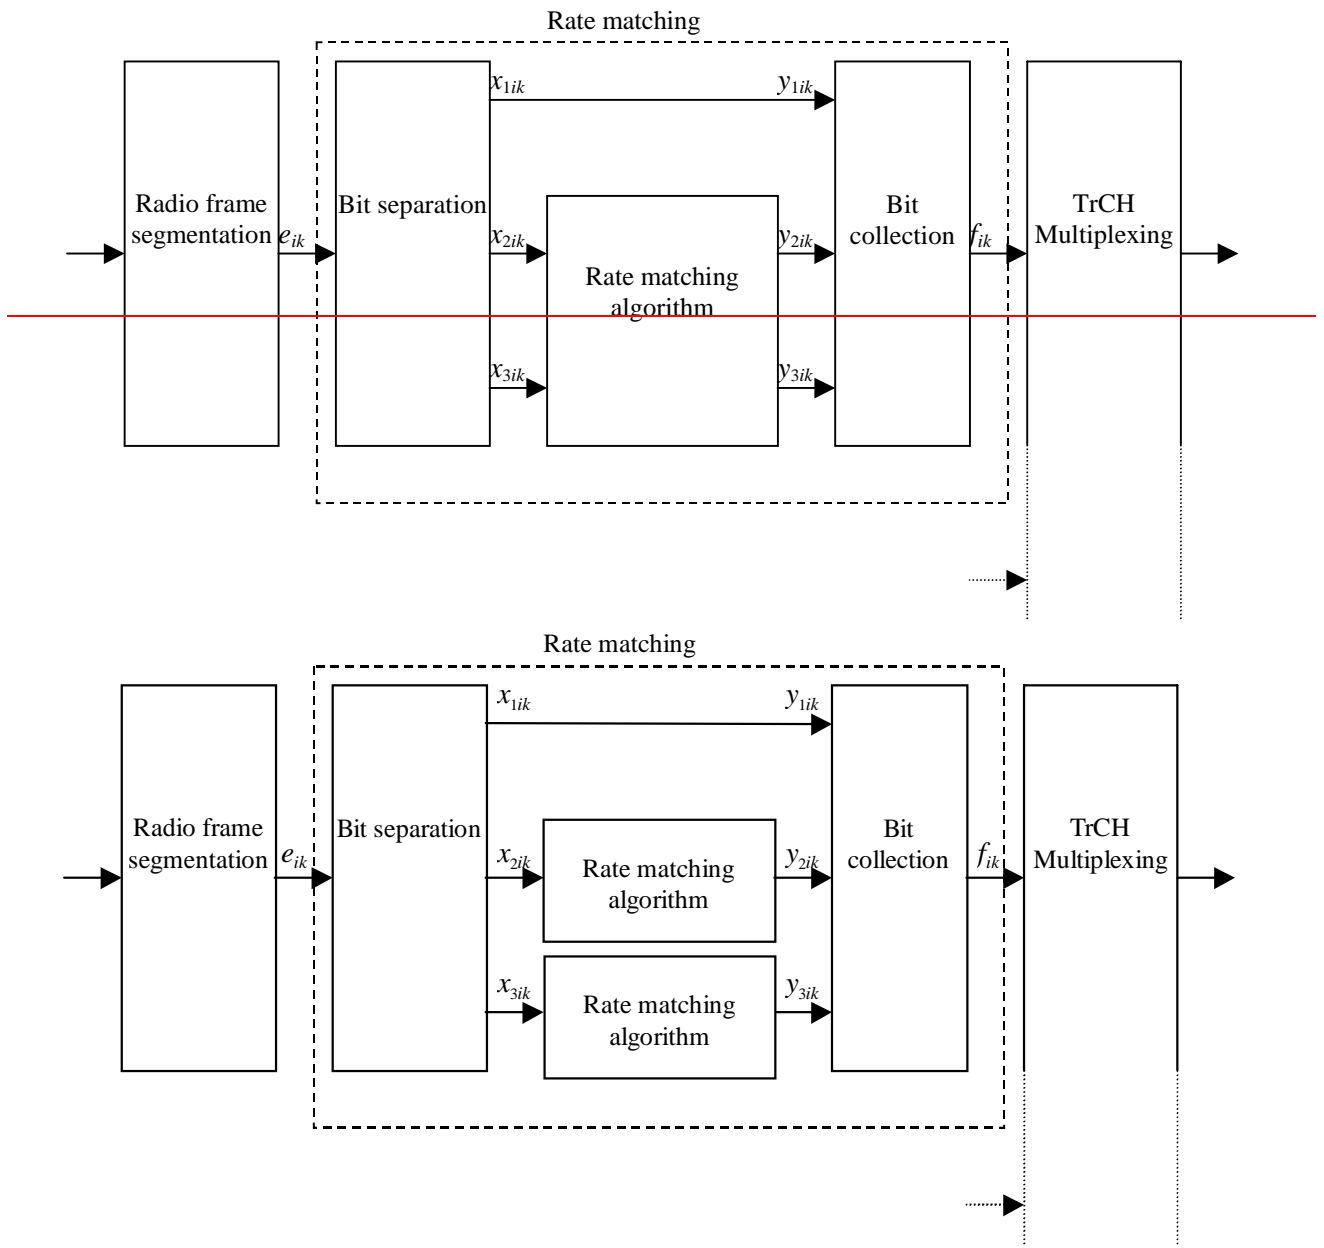 Rate matching
x1ik
y1ik
Radio frame
segmentation
Bit separation
Bit
collection
TrCH
Multiplexing
eik
x2ik
y2ik
fik
Rate matching
algorithm
x3ik
y3ik
Rate matching
x1ik
y1ik
Radio frame
segmentation
Bit separation
Bit
collection
TrCH
Multiplexing
eik
x2ik
y2ik
fik
Rate matching
algorithm
x3ik
y3ik
Rate matching
algorithm